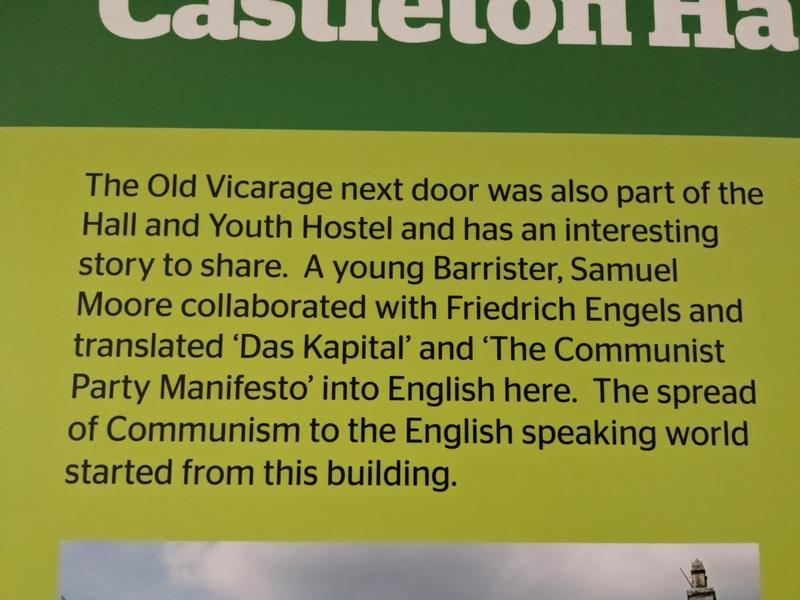 Castleton Ha
The Old Vicarage next door was also part of the
Hall and Youth Hostel and has an interesting
story to share. A young Barrister, Samuel
Moore collaborated with Friedrich Engels and
translated ‘Das Kapital’ and ‘The Communist
Party Manifesto’ into English here. The spread
of Communism to the English speaking world
started from this building.